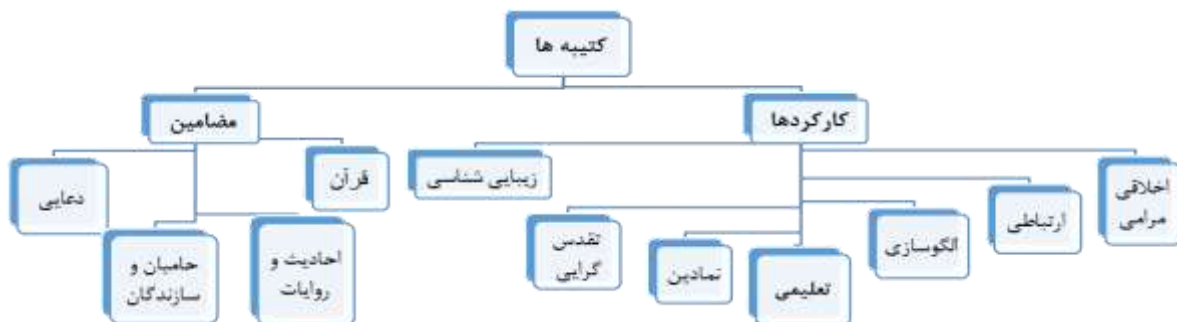 کتیبه ها
کارکردها
مضامین
اخلاقی
مرامی
ارتباطی
الگوسازی
تعلیمی
نمادین
تقدس
گرایی
زیبایی شناسی
قرآن
احادیث و
روایات
حامیان و
سازندگان
دعایی